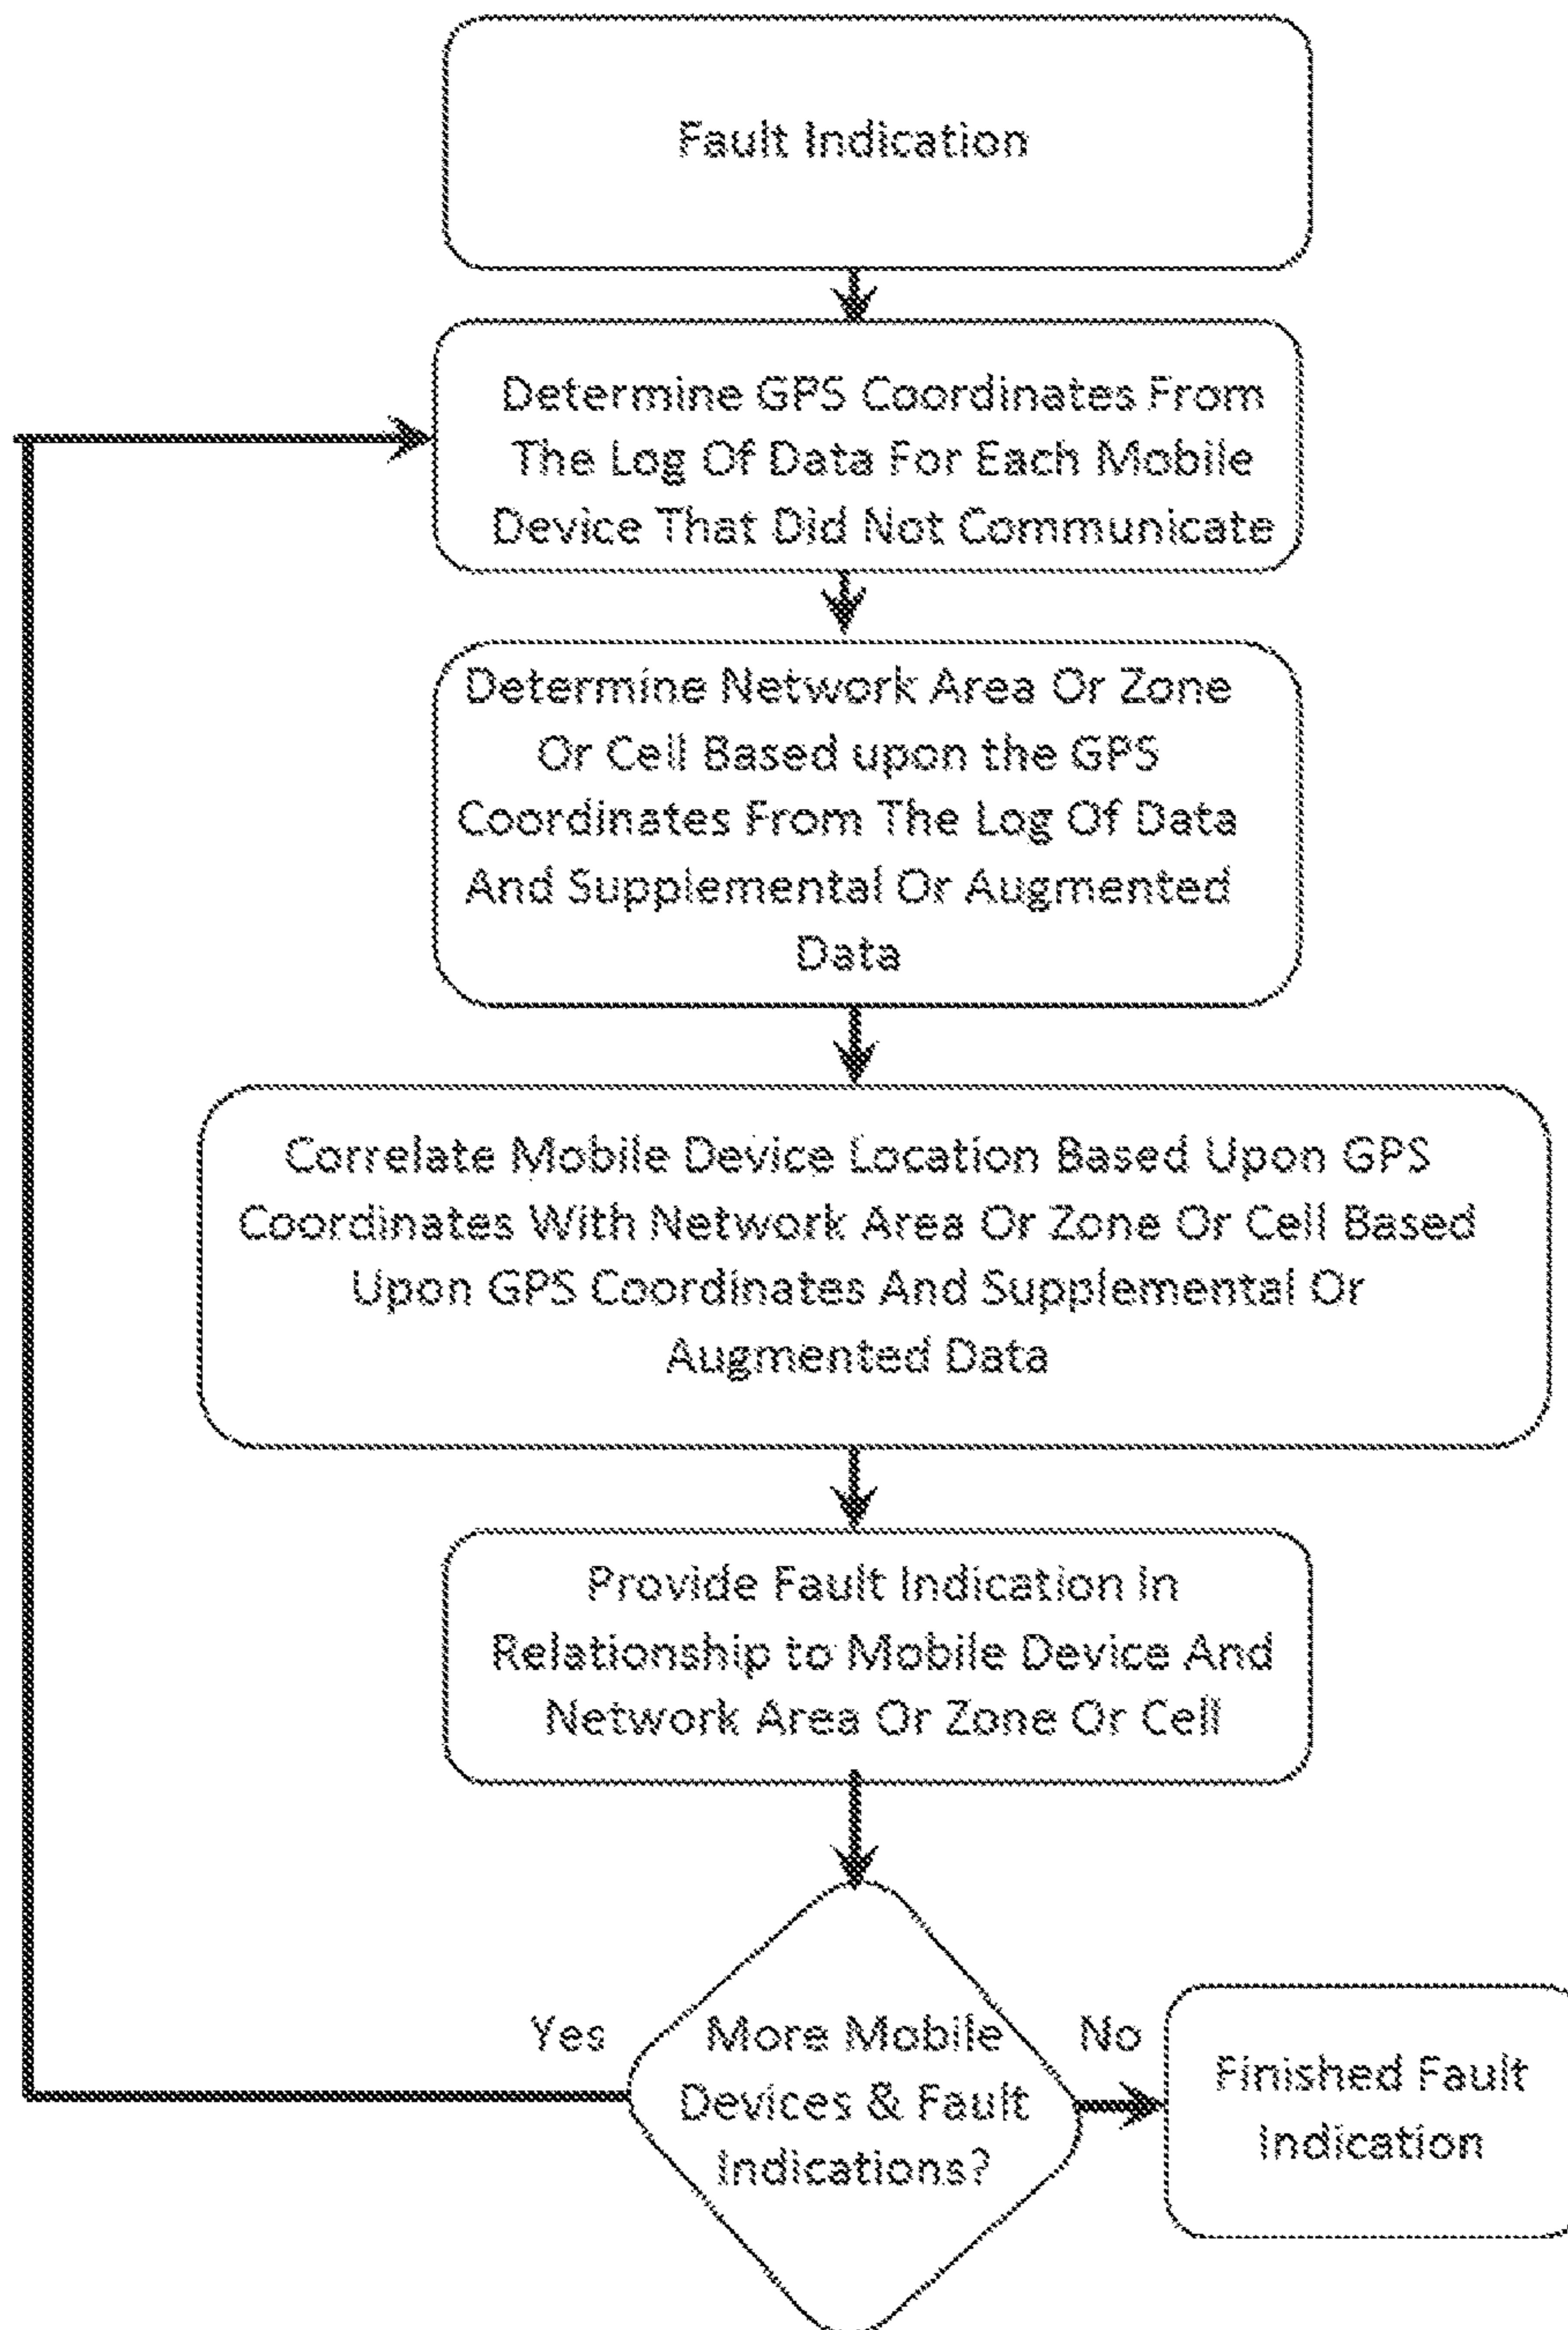 Fault Indication
Determine GPS Coordinates From
The Log Of Data For Each Mobile
Device That Did Not Communicate
Determine Network Area Or Zone
Or Cell Based upon the GPS
Coordinates From The Log Of Data
And Supplemental Or Augmented
Data
Correlate Mobile Device Location Based Upon GPS
Coordinates With Network Area Or Zone Or Cell Based
Upon GPS Coordinates And Supplemental Or
Augmented Data
Provide Fault Indication In
Relationship to Mobile Device And
Network Area Or Zone Or Cell
Yes
More Mobile
Devices & Fault
Indications?
No
Finished Fault
Indication